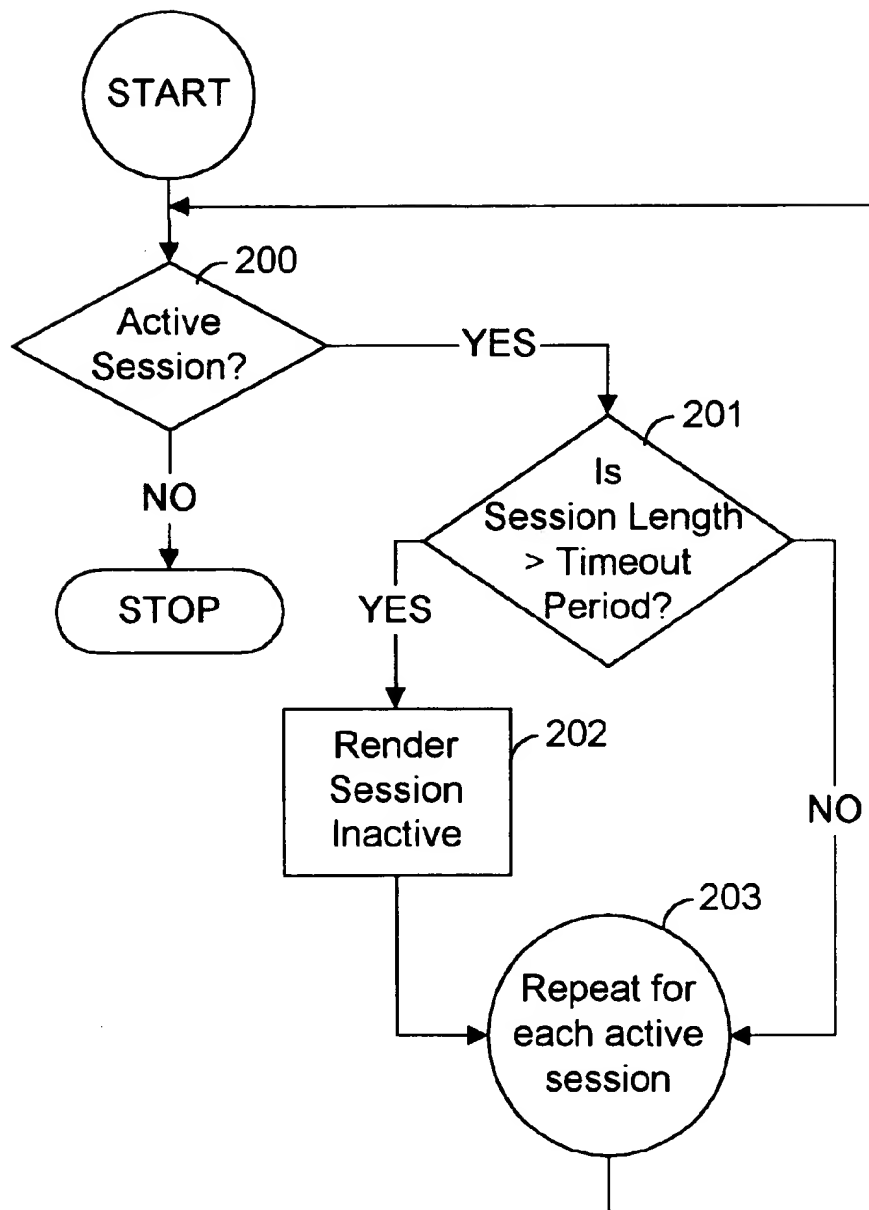 START
200
Active
Session?
YES
NO
STOP
201
Is
Session Length
> Timeout
Period?
YES
NO
202
Render
Session
Inactive
203
Repeat for
each active
session